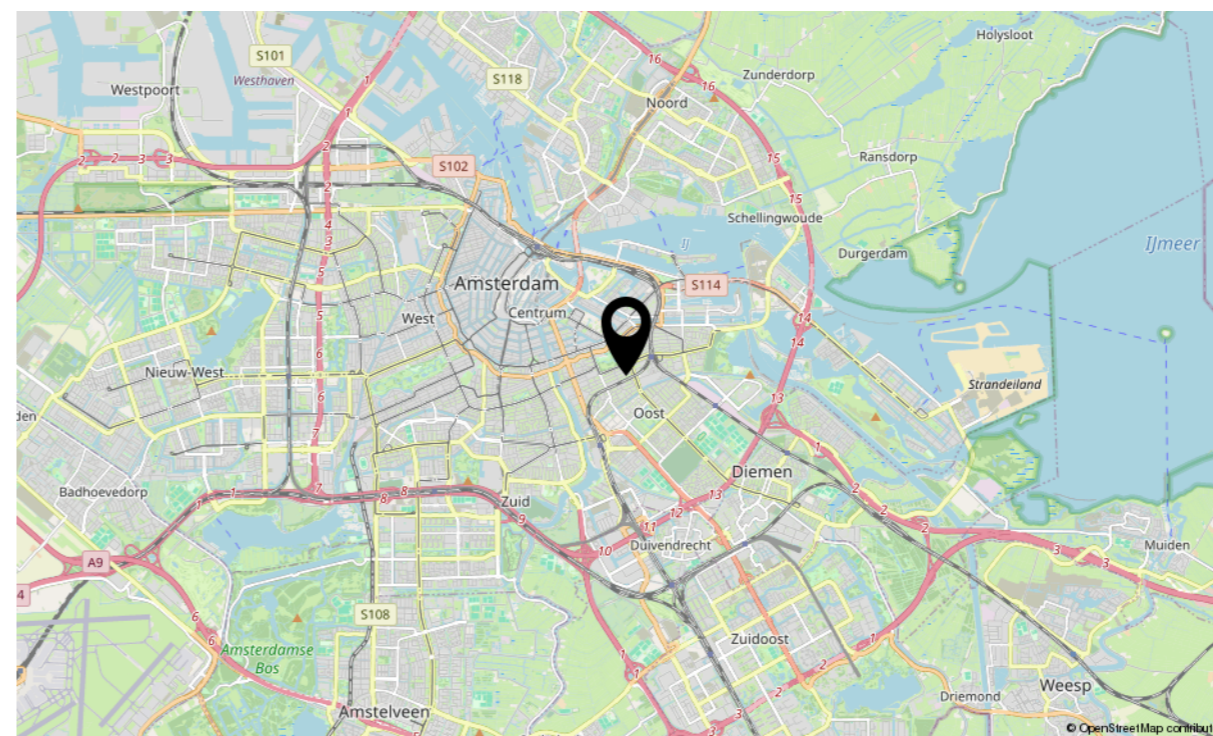 16
Holysloot
S101
1
Westhaven
S118
Zunderdorp
16
Westpoort
Noord
2
2
3
3
2
15
Ransdorp
S102
2
15
4
Schellingwoude
3
IJ
IJmeer
Durgerdam
5
Amsterdam
S114
Centrum
5
West
14
14
6
Nieuw-West
Strandeiland
6
13
den
Oost
7
1
Diemen
Badhoevedorp
1
1
7
8
8
Zuid
13
2
12
9
11
2
2
10
Duivendrecht
Muiden
3
3
A9
4
6
S108
6
Zuidoost
1
Amsterdamse
Bos
2
1
2
Weesp
Driemond
Amstelveen
5
3
© OpenStreetMap contribut